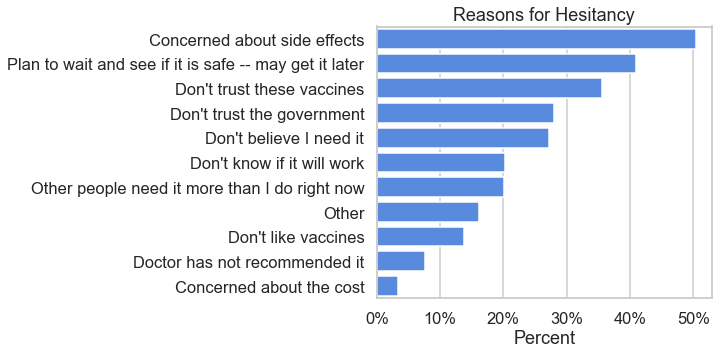 Reasons for Hesitancy
Concerned about side effects
Plan to wait and see if it is safe -- may get it later
Don't trust these vaccines
Don't trust the government
Don't believe I need it
Don't know if it will work
Other people need it more than I do right now
Other
Don't like vaccines
Doctor has not recommended it
Concerned about the cost
0% 10% 20% 30% 40% 50%
Percent